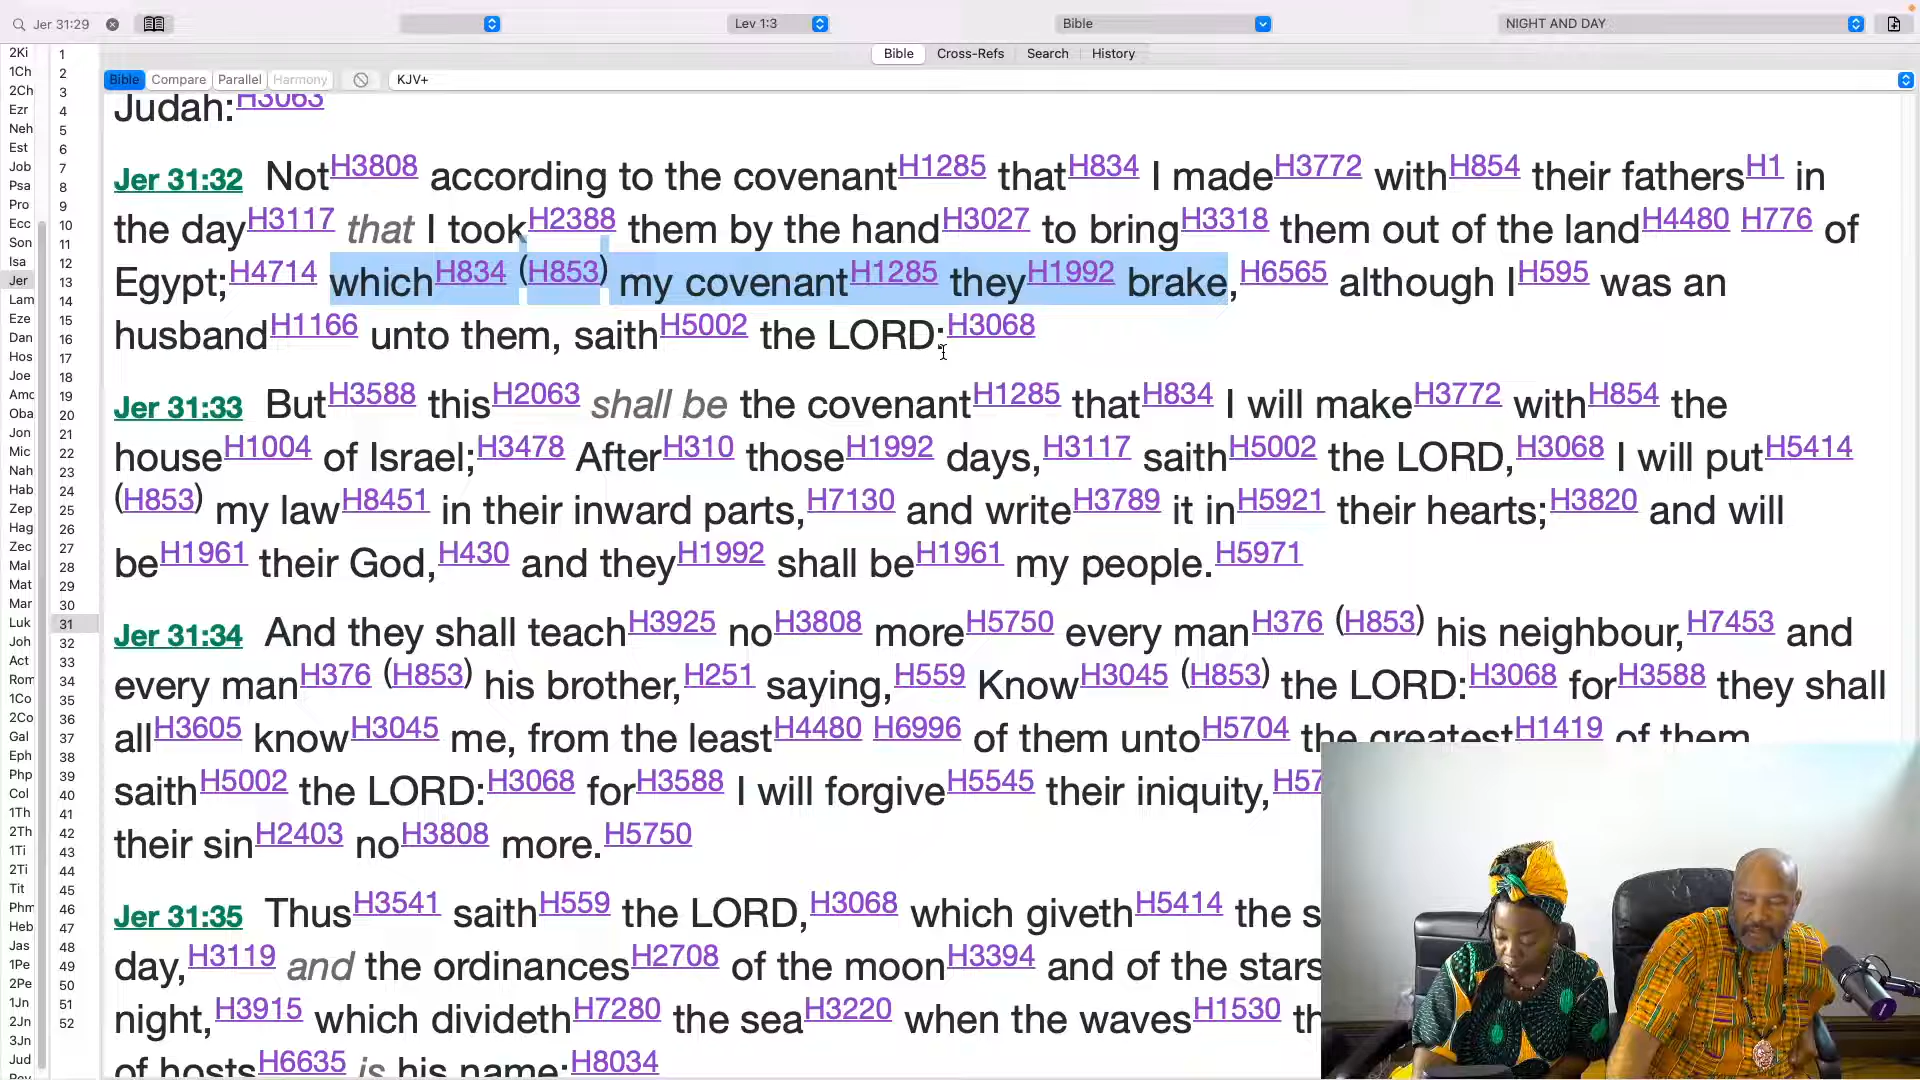 Jer 31:29 Lev 1:3 Bible NIGHT AND DAY
Bible Cross-Refs Search History
Bible Compare Parallel Harmony KJV+
2Ki
1Ch
2Ch
Ezr
Neh
Est
Job
Psa
Pro
Ecc
Son
Isa
Jer
Lam
Eze
Dan
Hos
Joe
Amo
Oba
Jon
Mic
Nah
Hab
Zep
Hag
Zec
Mal
Mat
Mar
Luk
Joh
Act
Rom
1Co
2Co
Gal
Eph
Php
Col
1Th
2Th
1Ti
2Ti
Tit
Phm
Heb
Jas
1Pe
2Pe
1Jn
2Jn
3Jn
Jud
Rev
1
2
3
4
5
6
7
8
9
10
11
12
13
14
15
16
17
18
19
20
21
22
23
24
25
26
27
28
29
30
31
32
33
34
35
36
37
38
39
40
41
42
43
44
45
46
47
48
49
50
51
52
Judah:H3063
Jer 31:32 NotH3808 according to the covenantH1285 thatH834 I madeH3772 withH854 their fathersH1 in
the dayH3117 that I tookH2388 them by the handH3027 to bringH3318 them out of the landH4480 H776 of
Egypt;H4714 whichH834 (H853) my covenantH1285 theyH1992 brake,H6565 although IH595 was an
husbandH1166 unto them, saithH5002 the LORD:H3068
Jer 31:33 ButH3588 thisH2063 shall be the covenantH1285 thatH834 I will makeH3772 withH854 the
houseH1004 of Israel;H3478 AfterH310 thoseH1992 days,H3117 saithH5002 the LORD,H3068 I will putH5414
(H853) my lawH8451 in their inward parts,H7130 and writeH3789 it inH5921 their hearts;H3820 and will
beH1961 their God,H430 and theyH1992 shall beH1961 my people.H5971
Jer 31:34 And they shall teachH3925 noH3808 moreH5750 every manH376 (H853) his neighbour,H7453 and
every manH376 (H853) his brother,H251 saying,H559 KnowH3045 (H853) the LORD:H3068 forH3588 they shall
allH3605 knowH3045 me, from the leastH4480 H6996 of them untoH5704 the greatestH1419 of them
saithH5002 the LORD:H3068 forH3588 I will forgiveH5545 their iniquity,H57
their sinH2403 noH3808 more.H5750
Jer 31:35 ThusH3541 saithH559 the LORD,H3068 which givethH5414 the s
day,H3119 and the ordinancesH2708 of the moonH3394 and of the stars
night,H3915 which dividethH7280 the seaH3220 when the wavesH1530 th
of hostsH6635 is his name:H8034